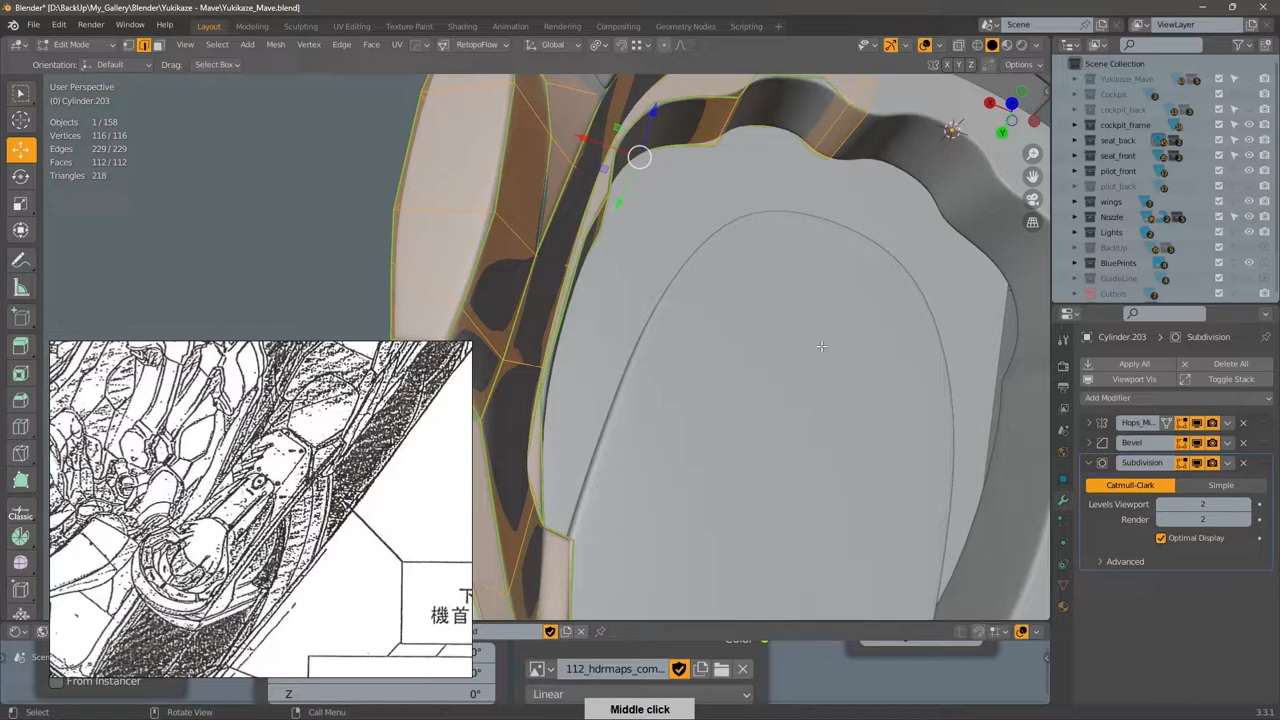 Blender* [D:\BackUp\My_Gallery\Blender\Yukikaze - Mave\Yukikaze_Mave.blend]
File Edit Render Window Help
Layout Modeling Sculpting UV Editing Texture Paint Shading Animation Rendering Compositing Geometry Nodes Scripting
Scene
ViewLayer
Edit Mode View Select Add Mesh Vertex Edge Face UV RetopoFlow Global
Orientation: Default Drag: Select Box
X Y Z Options
User Perspective
(0) Cylinder.203
Objects 1 / 158
Vertices 116 / 116
Edges 229 / 229
Faces 112 / 112
Triangles 218
X
Z
Y
Classic
Scene Collection
Yukikaze_Mave
Cockpit
cockpit_back
cockpit_frame
seat_back
seat_front
pilot_front
pilot_back
wings
Nozzle
Lights
BackUp
BluePrints
GuideLine
Cutters
Cylinder.203 Subdivision
Apply All Delete All
Viewport Vis Toggle Stack
Add Modifier
Hops_Mi...
Bevel
Subdivision
Catmull-Clark Simple
Levels Viewport 2
Render 2
Optimal Display
Advanced
下
機首
Scen
From Instancer
0°
0°
Z 0°
Color
112_hdrmaps_com...
Linear
Middle click
Select Rotate View Call Menu
3.3.1